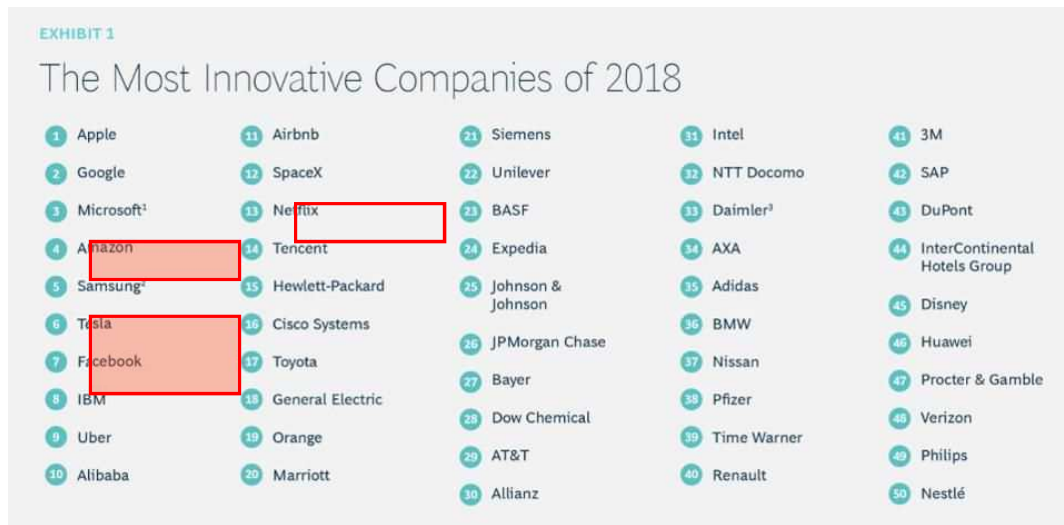 EXHIBIT 1
The Most Innovative Companies of 2018
1 Apple
2 Google
3 Microsoft¹
4 Amazon
5 Samsung²
6 Tesla
7 Facebook
8 IBM
9 Uber
10 Alibaba
11 Airbnb
12 SpaceX
13 Netflix
14 Tencent
15 Hewlett-Packard
16 Cisco Systems
17 Toyota
18 General Electric
19 Orange
20 Marriott
21 Siemens
22 Unilever
23 BASF
24 Expedia
25 Johnson &
Johnson
26 JPMorgan Chase
27 Bayer
28 Dow Chemical
29 AT&T
30 Allianz
31 Intel
32 NTT Docomo
33 Daimler³
34 AXA
35 Adidas
36 BMW
37 Nissan
38 Pfizer
39 Time Warner
40 Renault
41 3M
42 SAP
43 DuPont
44 InterContinental
Hotels Group
45 Disney
46 Huawei
47 Procter & Gamble
48 Verizon
49 Philips
50 Nestlé